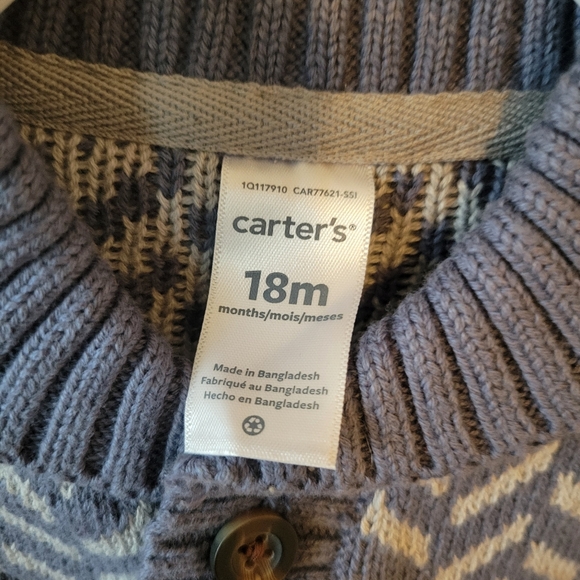 1Q117910 CAR77621-SSI
carter's®
18m
months/mois/meses
Made in Bangladesh
Fabriqué au Bangladesh
Hecho en Bangladesh